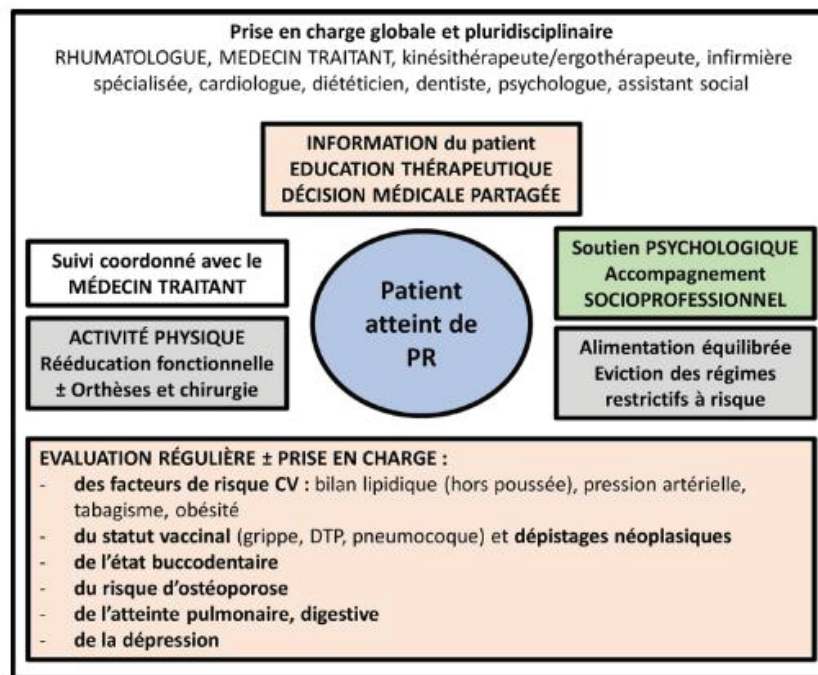 Prise en charge globale et pluridisciplinaire
RHUMATOLOGUE, MEDECIN TRAITANT, kinésithérapeute/ergothérapeute, infirmière
spécialisée, cardiologue, diététicien, dentiste, psychologue, assistant social
INFORMATION du patient
EDUCATION THÉRAPEUTIQUE
DÉCISION MÉDICALE PARTAGÉE
Suivi coordonné avec le
MÉDECIN TRAITANT
ACTIVITÉ PHYSIQUE
Rééducation fonctionnelle
± Orthèses et chirurgie
Patient
atteint de
PR
Soutien PSYCHOLOGIQUE
Accompagnement
SOCIOPROFESSIONNEL
Alimentation équilibrée
Eviction des régimes
restrictifs à risque
EVALUATION RÉGULIÈRE ± PRISE EN CHARGE :
- des facteurs de risque CV : bilan lipidique (hors poussée), pression artérielle,
tabagisme, obésité
- du statut vaccinal (grippe, DTP, pneumocoque) et dépistages néoplasiques
- de l'état buccodentaire
- du risque d'ostéoporose
- de l'atteinte pulmonaire, digestive
- de la dépression